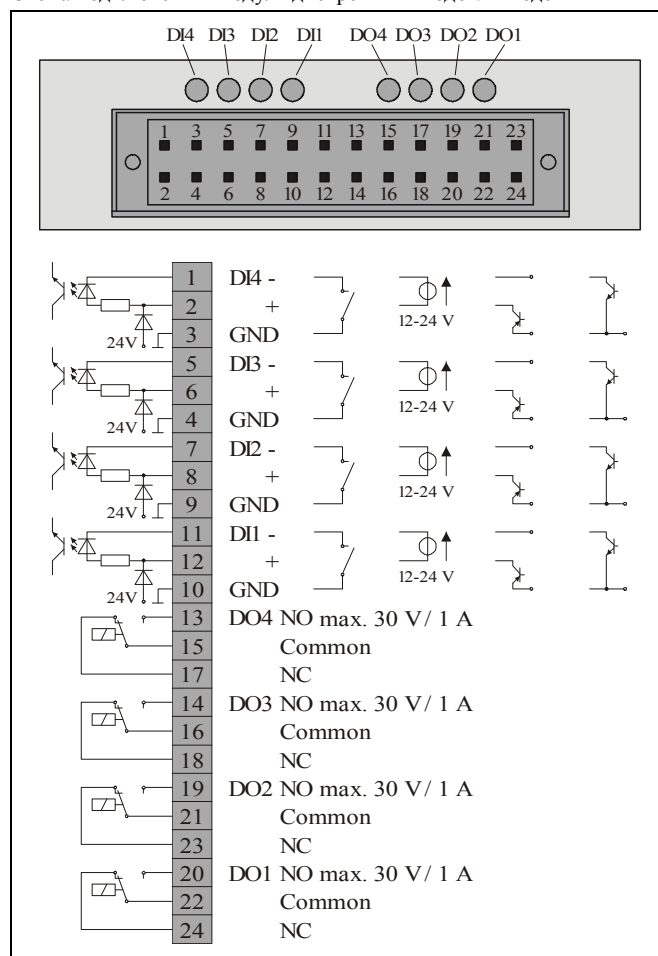 DI4 DI3 DI2 DI1 DO4 DO3 DO2 DO1
1 3 5 7 9 11 13 15 17 19 21 23
2 4 6 8 10 12 14 16 18 20 22 24
1 DI4 -
2 + 12-24 V
24V 3 GND
5 DI3 -
6 + 12-24 V
24V 4 GND
7 DI2 -
8 + 12-24 V
24V 9 GND
11 DI1 -
12 + 12-24 V
24V 10 GND
13 DO4 NO max. 30 V/ 1 A
15 Common
17 NC
14 DO3 NO max. 30 V/ 1 A
16 Common
18 NC
19 DO2 NO max. 30 V/ 1 A
21 Common
23 NC
20 DO1 NO max. 30 V/ 1 A
22 Common
24 NC